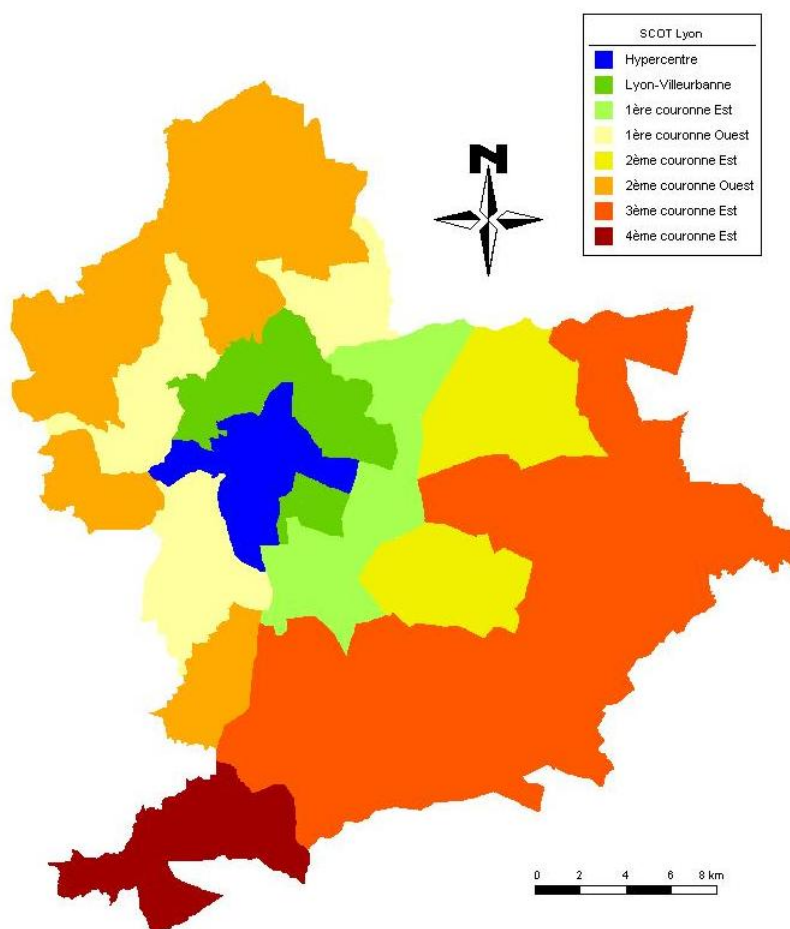 SCOT Lyon
Hypercentre
Lyon-Villeurbanne
1ère couronne Est
1ère couronne Ouest
2ème couronne Est
2ème couronne Ouest
3ème couronne Est
4ème couronne Est
N
0 2 4 6 8 km